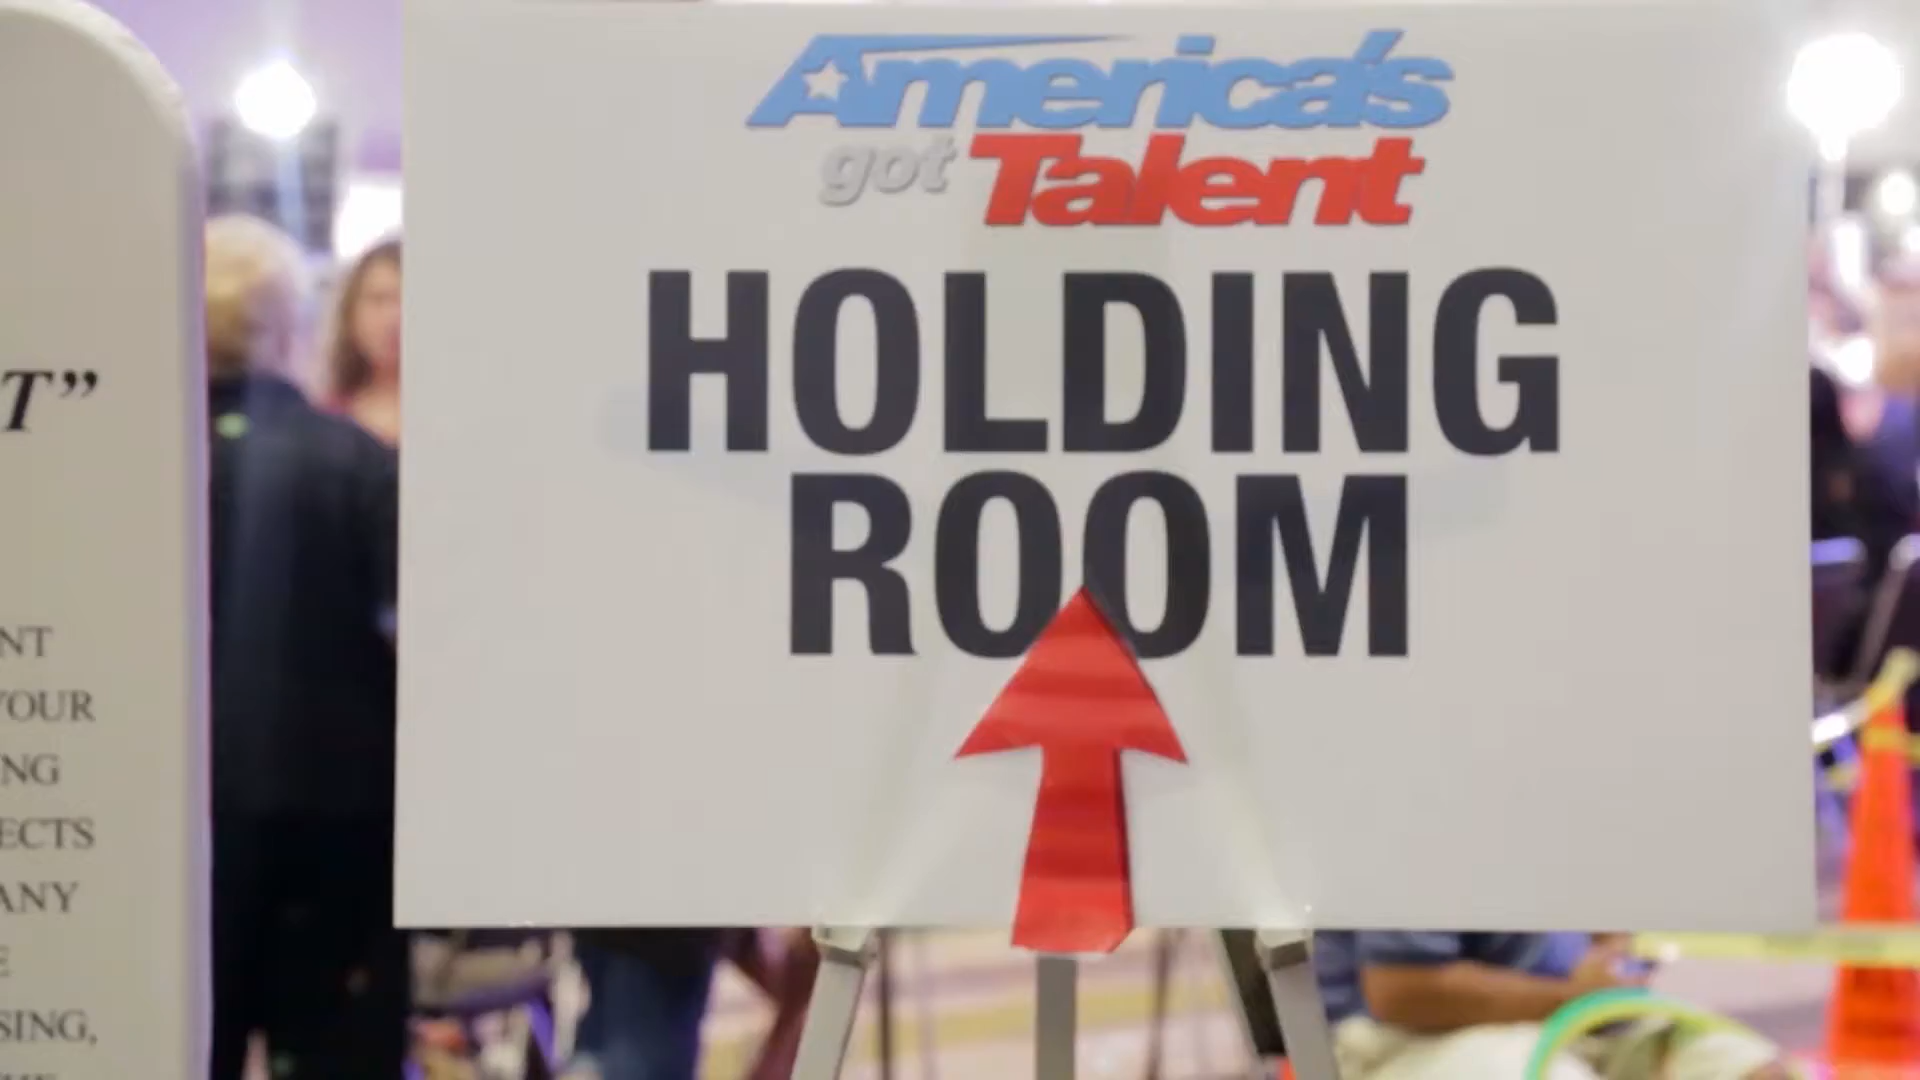 T”
NT
YOUR
NG
ECTS
ANY
E
SING,
America's
got Talent
HOLDING
ROOM